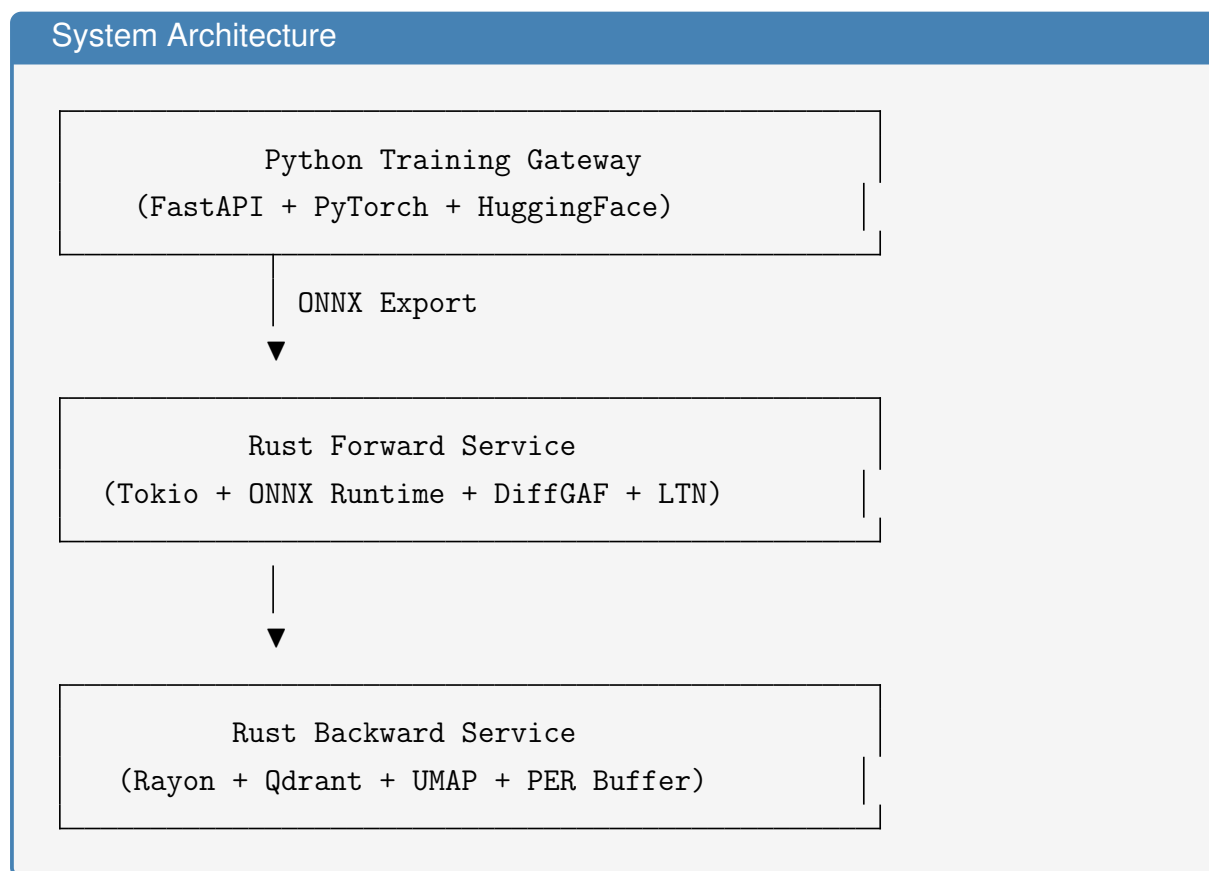 System Architecture
Python Training Gateway
(FastAPI + PyTorch + HuggingFace)
ONNX Export
Rust Forward Service
(Tokio + ONNX Runtime + DiffGAF + LTN)
Rust Backward Service
(Rayon + Qdrant + UMAP + PER Buffer)